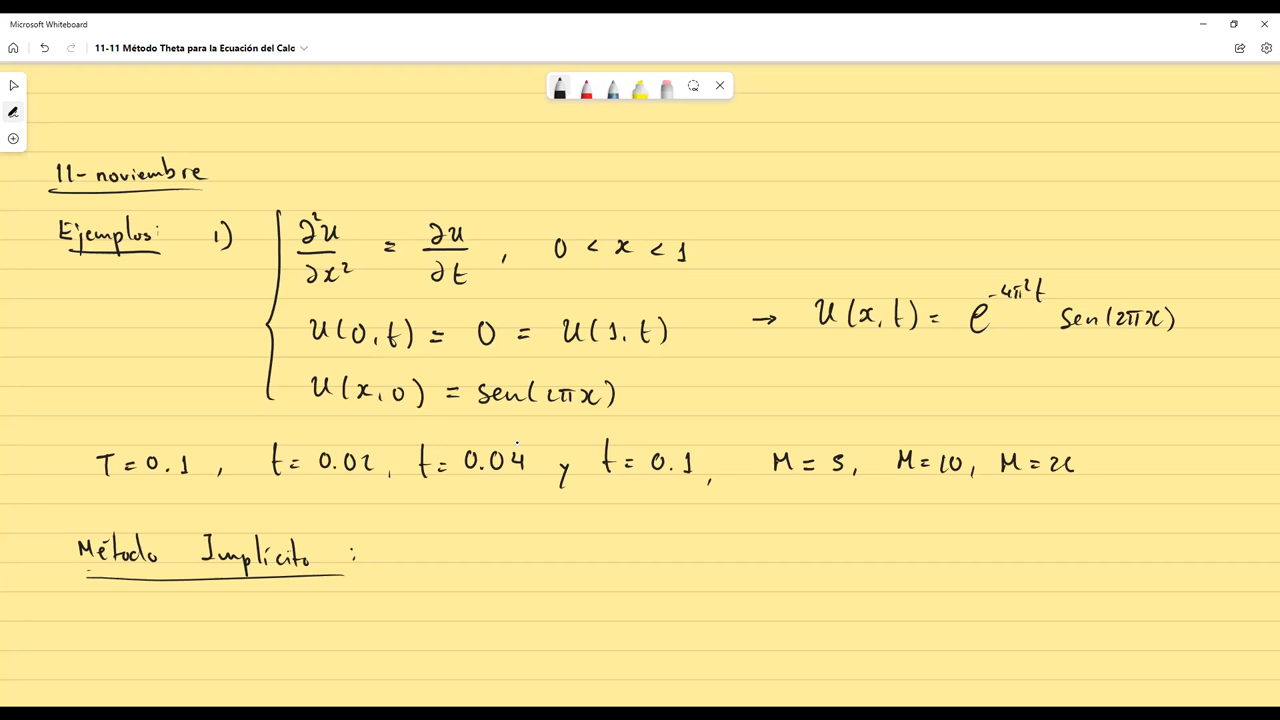 Microsoft Whiteboard
11-11 Método Theta para la Ecuación del Calc
11- noviembre
Ejemplos: 1) ∂²u/∂x² = ∂u/∂t , 0 < x < 1
u(0,t) = 0 = u(1,t) → u(x,t) = e^(-4π²t) sen(2πx)
u(x,0) = sen(2πx)
T = 0.1 , t = 0.02 , t = 0.04 y t = 0.1 , M = 5, M = 10, M = 20
Método Implícito :